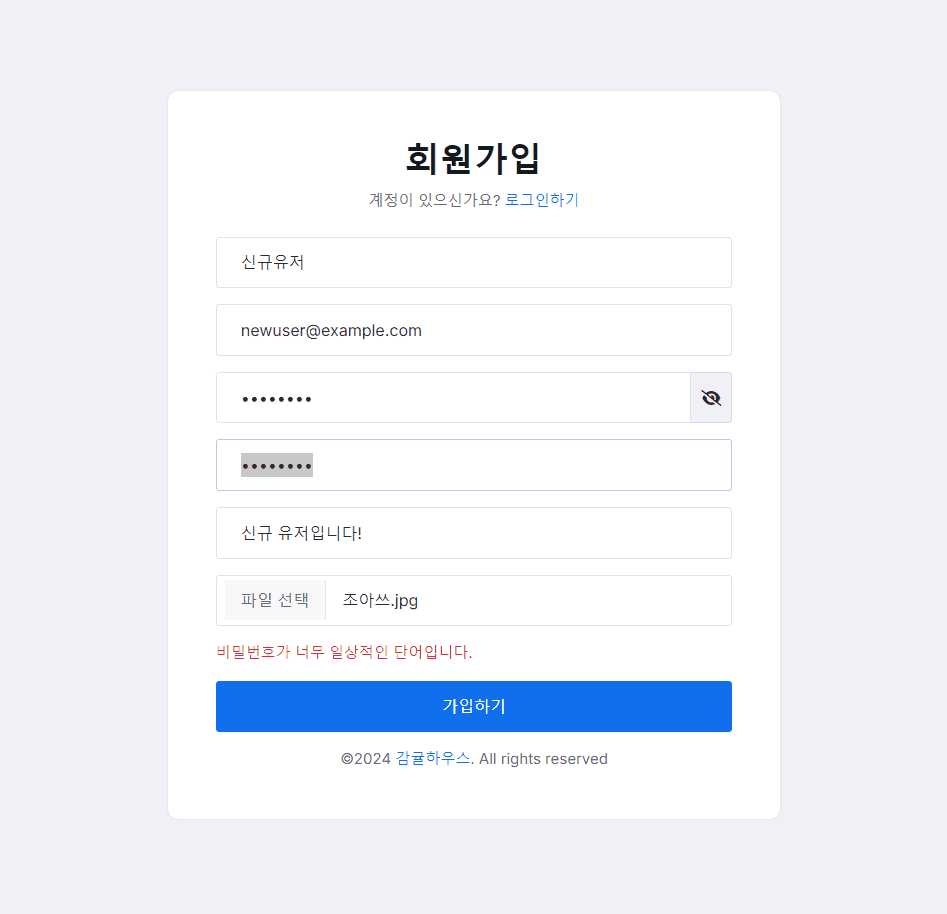 회원가입
계정이 있으신가요? 로그인하기
신규유저
newuser@example.com
••••••••
••••••••
신규 유저입니다!
파일 선택 조아쓰.jpg
비밀번호가 너무 일상적인 단어입니다.
가입하기
©2024 감귤하우스. All rights reserved